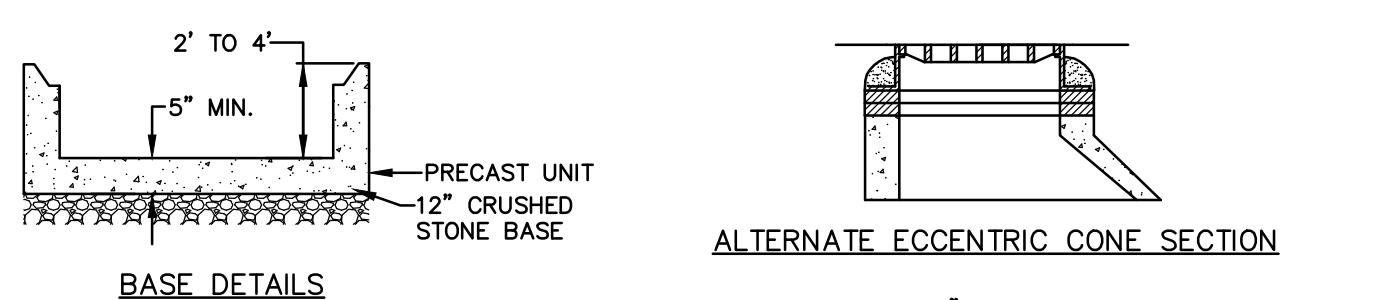 2' TO 4'
5" MIN.
PRECAST UNIT
12" CRUSHED
STONE BASE
BASE DETAILS
ALTERNATE ECCENTRIC CONE SECTION